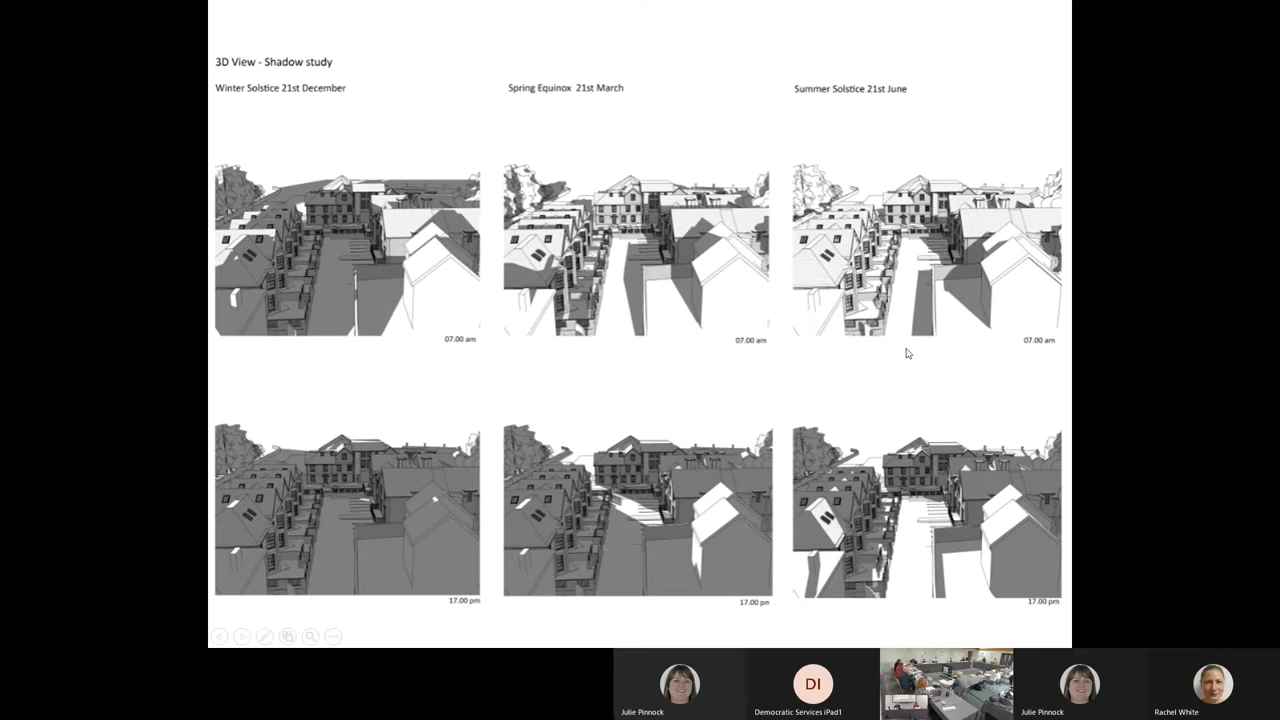 3D View - Shadow study
Winter Solstice 21st December
Spring Equinox 21st March
Summer Solstice 21st June
07.00 am
07.00 am
07.00 am
17.00 pm
17.00 pm
17.00 pm
DI
Julie Pinnock
Democratic Services iPad1
Julie Pinnock
Rachel White